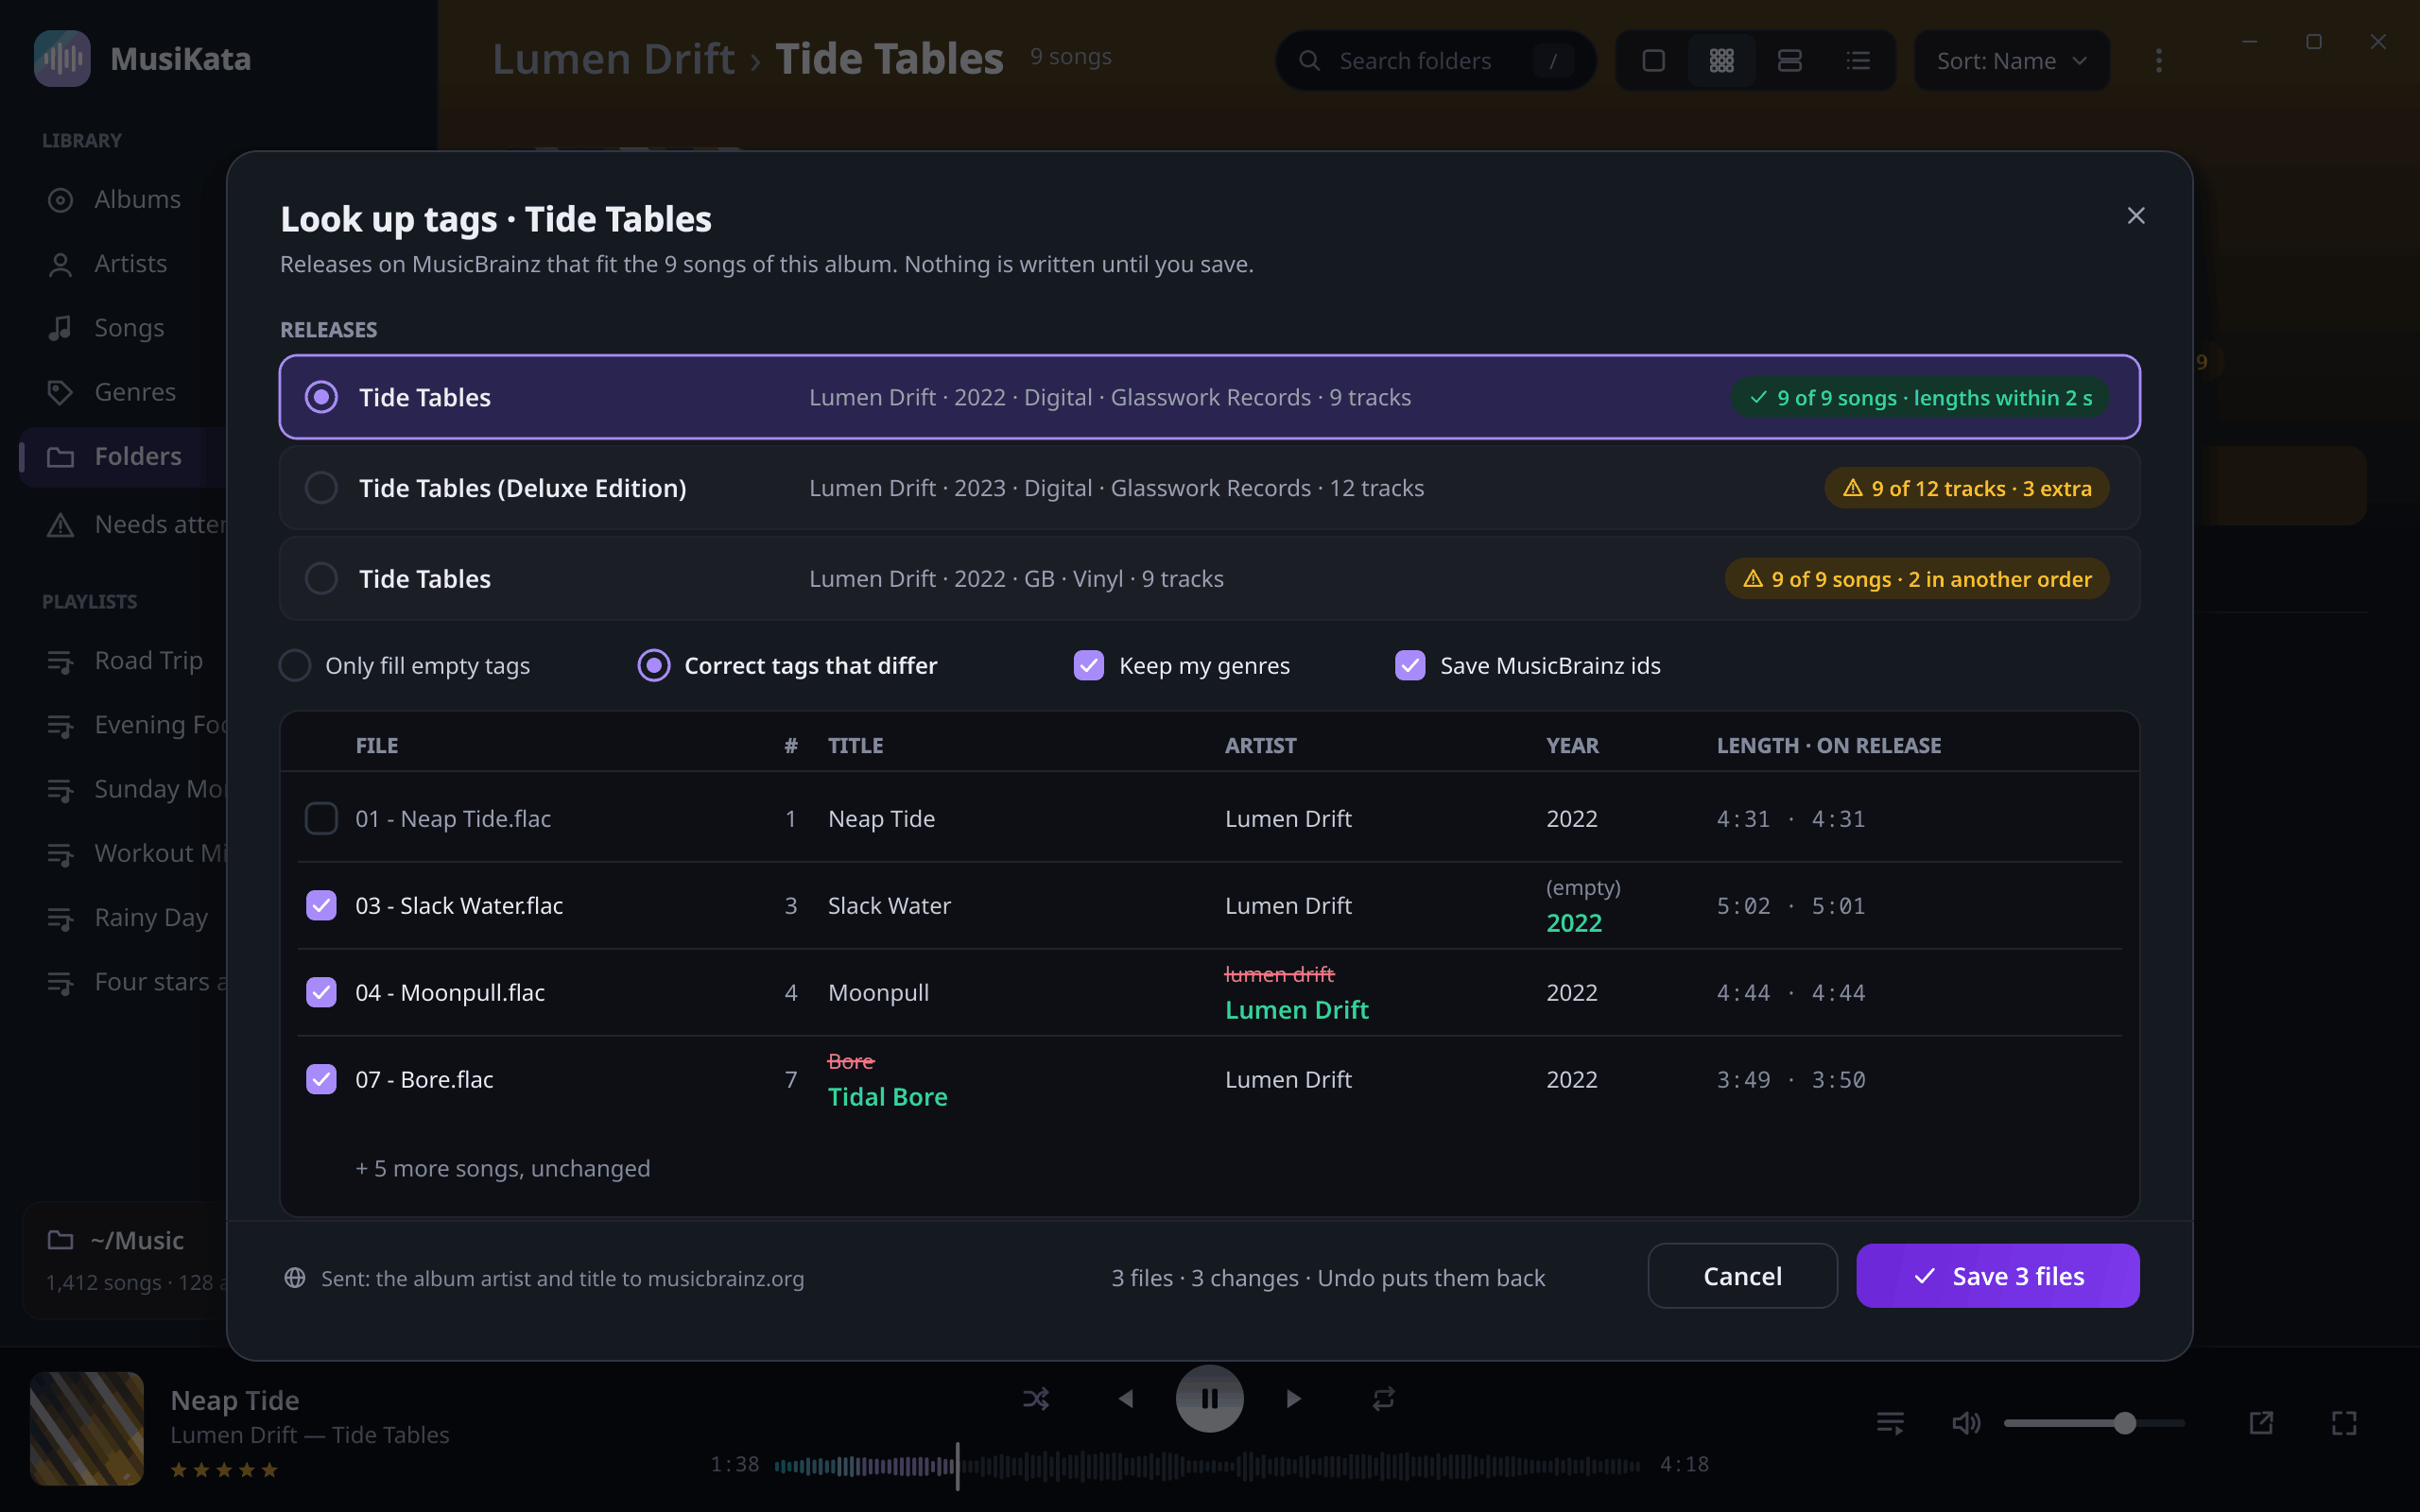 MusiKata
Lumen Drift › Tide Tables 9 songs
Search folders /
Sort: Name
LIBRARY
Albums
Artists
Songs
Genres
Folders
Needs atten
PLAYLISTS
Road Trip
Evening Foc
Sunday Mor
Workout Mi
Rainy Day
Four stars a
~/Music
1,412 songs · 128 a
9
Look up tags · Tide Tables
Releases on MusicBrainz that fit the 9 songs of this album. Nothing is written until you save.
RELEASES
Tide Tables Lumen Drift · 2022 · Digital · Glasswork Records · 9 tracks 9 of 9 songs · lengths within 2 s
Tide Tables (Deluxe Edition) Lumen Drift · 2023 · Digital · Glasswork Records · 12 tracks 9 of 12 tracks · 3 extra
Tide Tables Lumen Drift · 2022 · GB · Vinyl · 9 tracks 9 of 9 songs · 2 in another order
Only fill empty tags Correct tags that differ Keep my genres Save MusicBrainz ids
FILE # TITLE ARTIST YEAR LENGTH · ON RELEASE
01 - Neap Tide.flac 1 Neap Tide Lumen Drift 2022 4:31 · 4:31
03 - Slack Water.flac 3 Slack Water Lumen Drift (empty) 2022 5:02 · 5:01
04 - Moonpull.flac 4 Moonpull lumen drift Lumen Drift 2022 4:44 · 4:44
07 - Bore.flac 7 Bore Tidal Bore Lumen Drift 2022 3:49 · 3:50
+ 5 more songs, unchanged
Sent: the album artist and title to musicbrainz.org
3 files · 3 changes · Undo puts them back
Cancel
Save 3 files
Neap Tide
Lumen Drift — Tide Tables
1:38
4:18